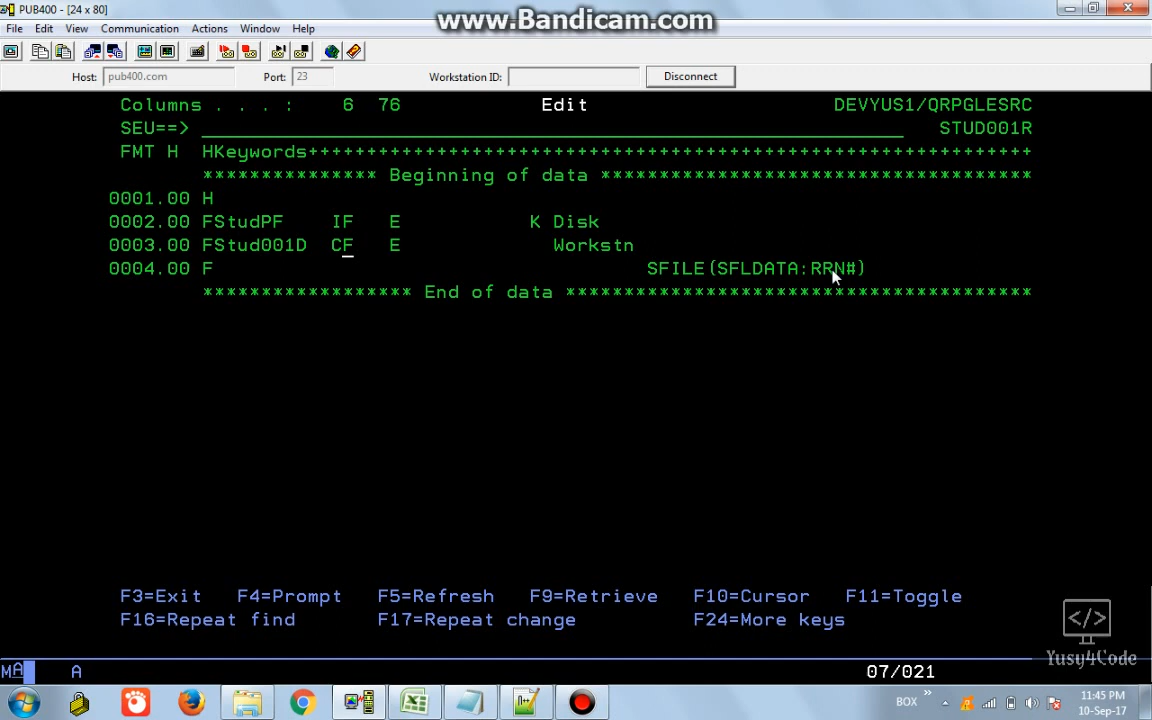 PUB400 - [24 x 80]
www.Bandicam.com
File Edit View Communication Actions Window Help
Host: pub400.com Port: 23 Workstation ID: Disconnect
Columns . . . : 6 76 Edit DEVYUS1/QRPGLESRC
SEU==> STUD001R
FMT H HKeywords++++++++++++++++++++++++++++++++++++++++++++++++++++++++++++++
*************** Beginning of data *************************************
0001.00 H
0002.00 FStudPF IF E K Disk
0003.00 FStud001D CF E Workstn
0004.00 F SFILE(SFLDATA:RRN#)
****************** End of data ****************************************
F3=Exit F4=Prompt F5=Refresh F9=Retrieve F10=Cursor F11=Toggle
F16=Repeat find F17=Repeat change F24=More keys
</>
Yusy4Code
MA A 07/021
BOX 11:45 PM
10-Sep-17